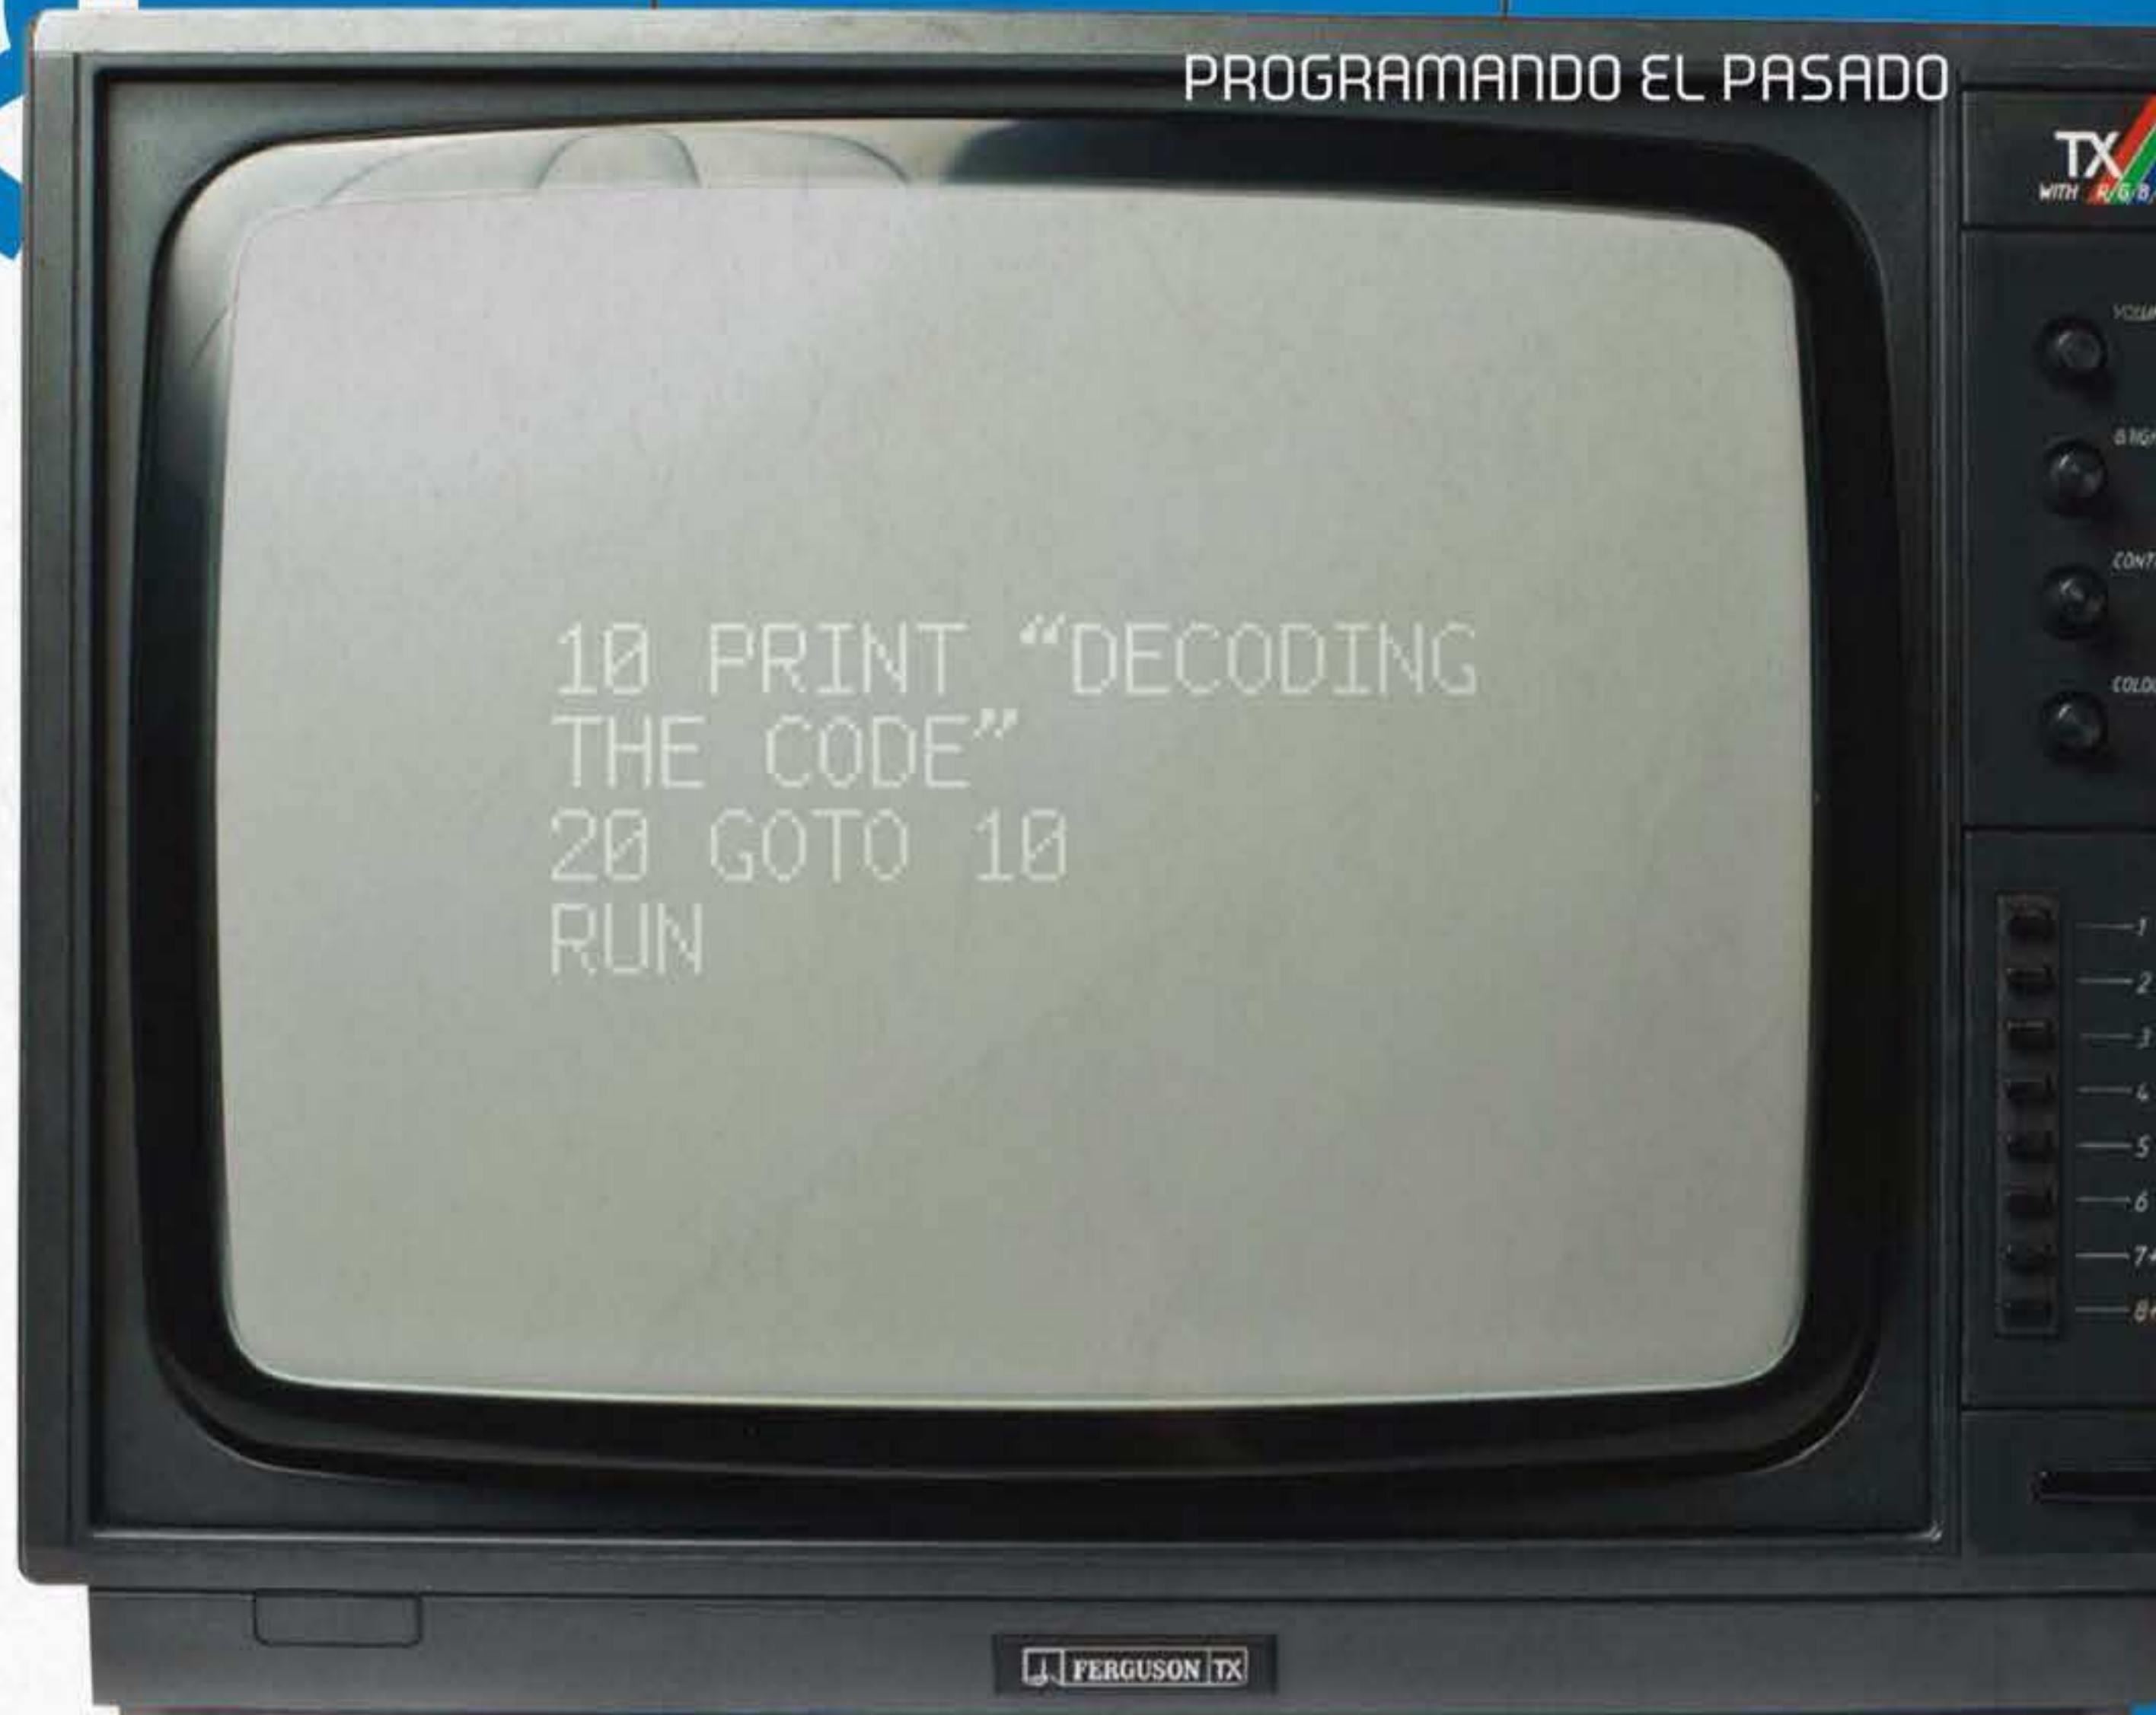 PROGRAMANDO EL PASADO
TX
WITH R/G/B
10 PRINT “DECODING
THE CODE”
20 GOTO 10
RUN
1
2
3
4
5
6
FERGUSON TX